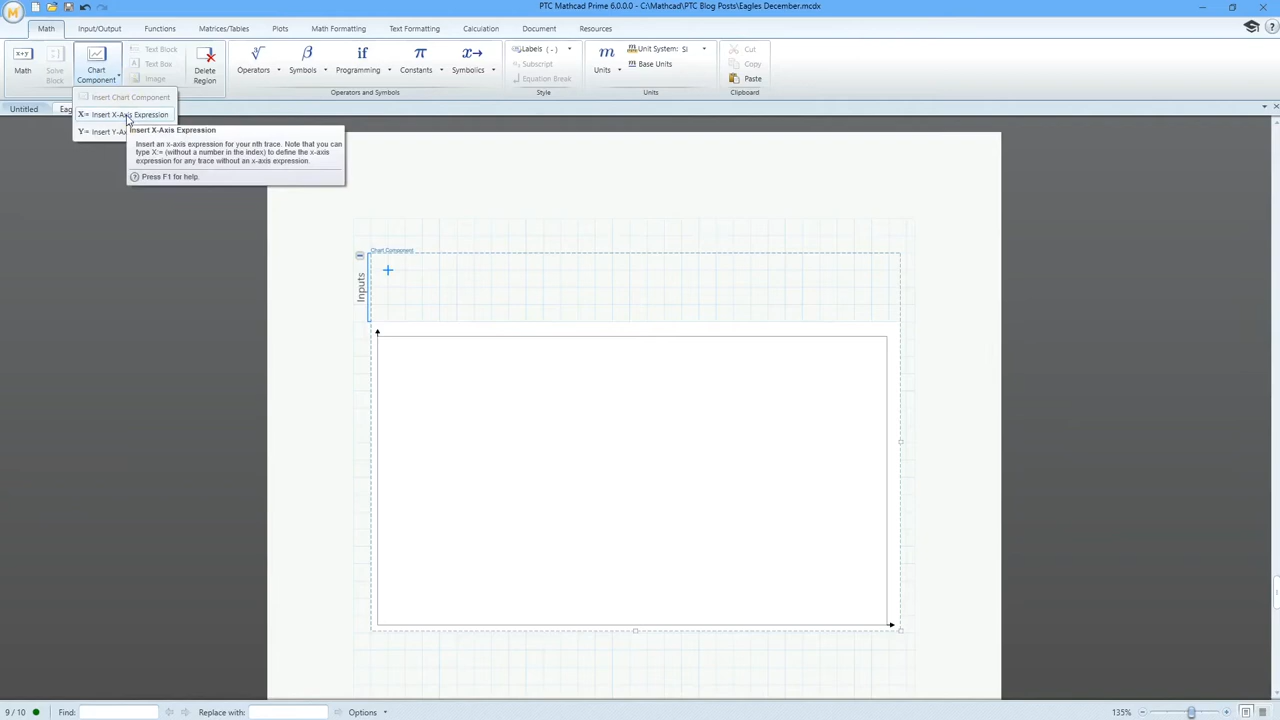 PTC Mathcad Prime 6.0.0.0 - C:\Mathcad\PTC Blog Posts\Eagles December.mcdx
Math Input/Output Functions Matrices/Tables Plots Math Formatting Text Formatting Calculation Document Resources
Math
Solve Block
Chart Component
Text Block
Text Box
Image
Delete Region
Operators
Symbols
Programming
Constants
Symbolics
Operators and Symbols
Labels ( – )
Subscript
Equation Break
Style
Units
Unit System: SI
Base Units
Units
Cut
Copy
Paste
Clipboard
Untitled Eag
Insert Chart Component
X:= Insert X-Axis Expression
Y:= Insert Y-Ax
Insert X-Axis Expression
Insert an x-axis expression for your nth trace. Note that you can
type X:= (without a number in the index) to define the x-axis
expression for any trace without an x-axis expression.
Press F1 for help.
Chart Component
Inputs
9 / 10 Find: Replace with: Options 135%